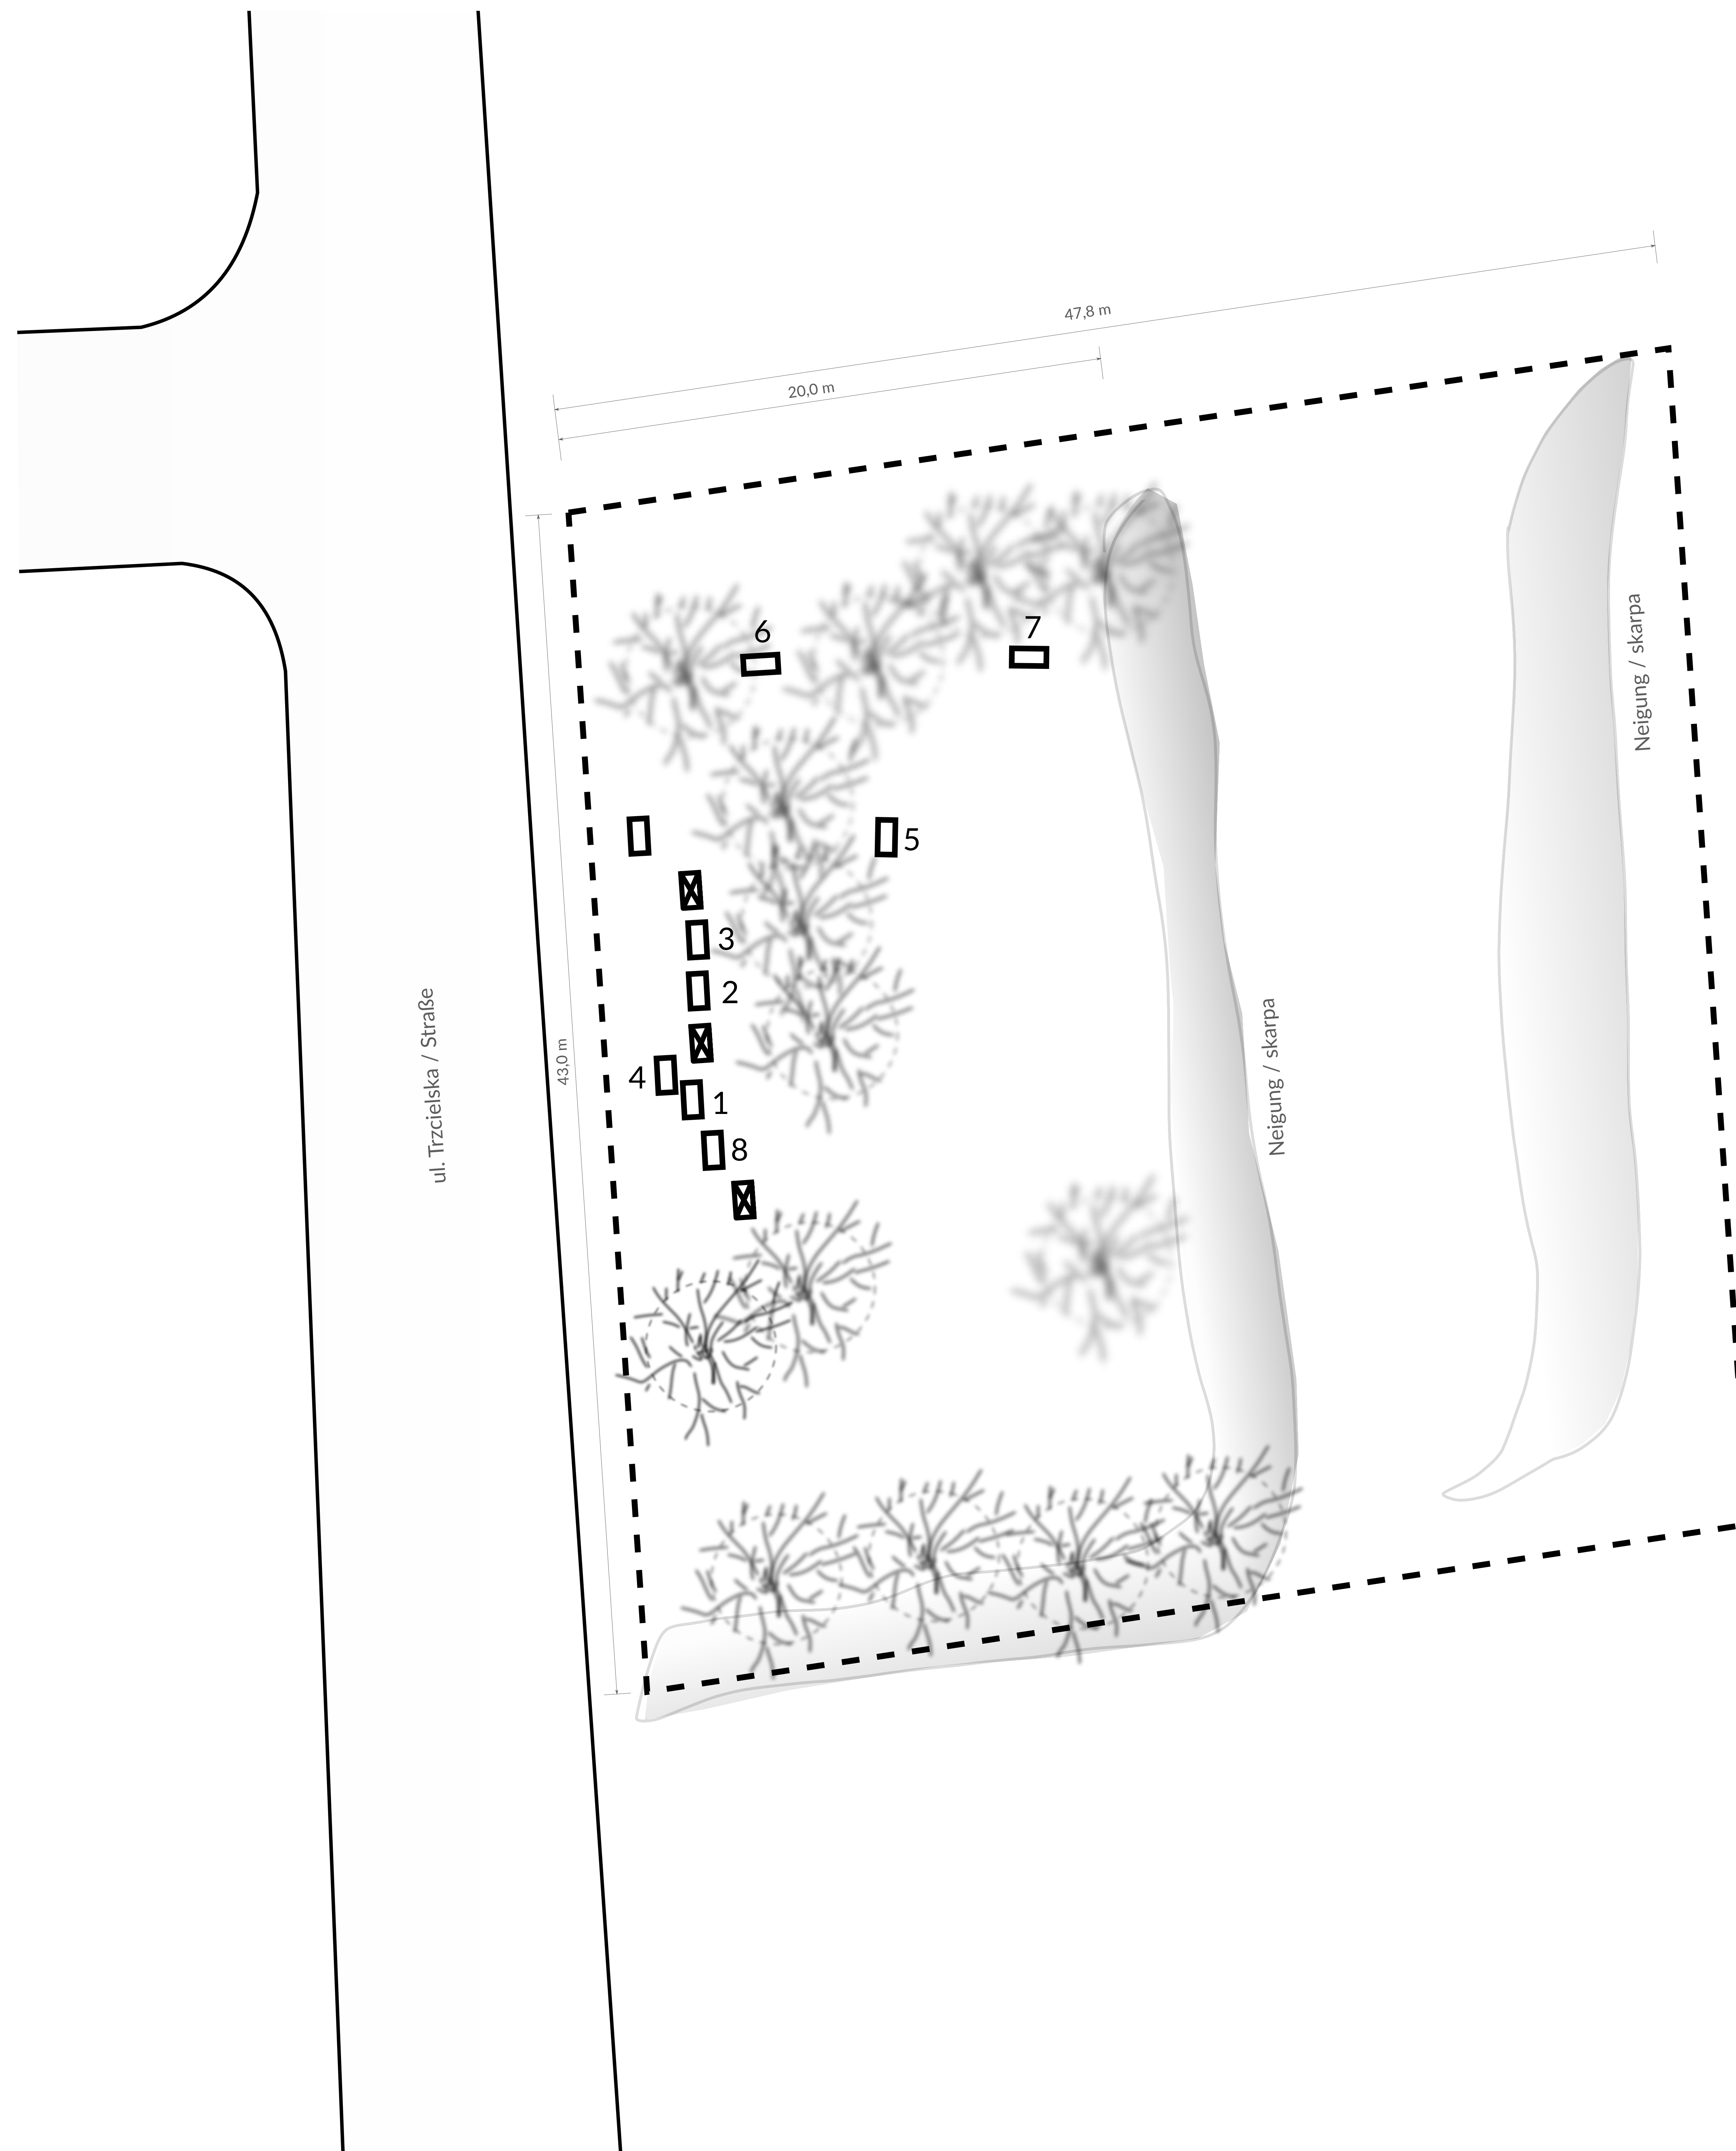 47,8 m
20,0 m
6
7
Neigung / skarpa
5
3
2
ul. Trzcielska / Straße
43,0 m
4
1
8
Neigung / skarpa